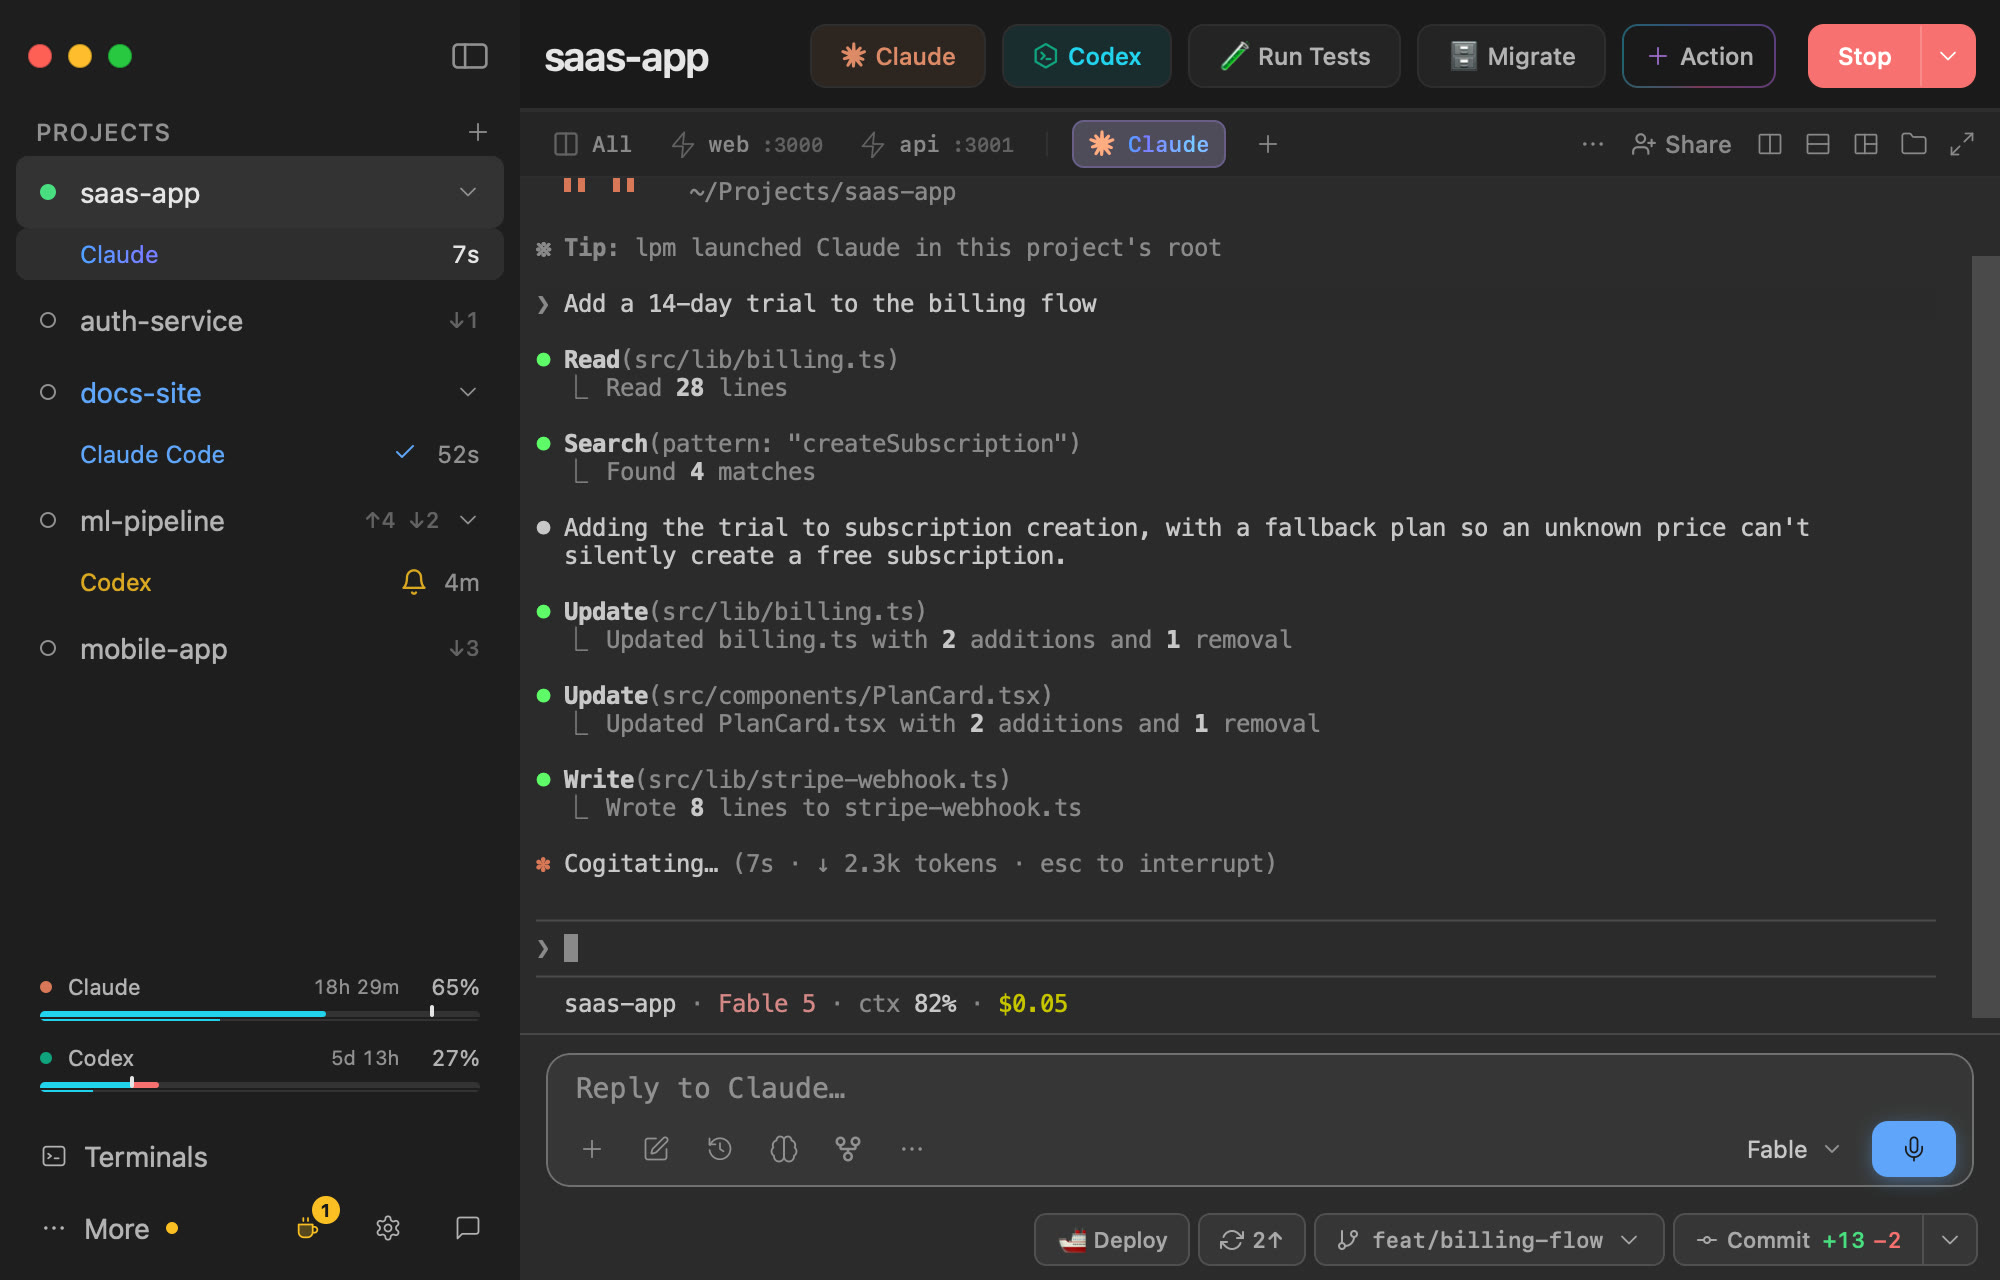 saas-app
Claude
Codex
Run Tests
Migrate
+ Action
Stop
PROJECTS
saas-app
Claude 7s
auth-service ↓1
docs-site
Claude Code 52s
ml-pipeline ↑4 ↓2
Codex 4m
mobile-app ↓3
Claude 18h 29m 65%
Codex 5d 13h 27%
Terminals
More
1
All
web :3000
api :3001
Claude
Share
~/Projects/saas-app
Tip: lpm launched Claude in this project's root
❯ Add a 14-day trial to the billing flow
Read(src/lib/billing.ts)
Read 28 lines
Search(pattern: "createSubscription")
Found 4 matches
Adding the trial to subscription creation, with a fallback plan so an unknown price can't
silently create a free subscription.
Update(src/lib/billing.ts)
Updated billing.ts with 2 additions and 1 removal
Update(src/components/PlanCard.tsx)
Updated PlanCard.tsx with 2 additions and 1 removal
Write(src/lib/stripe-webhook.ts)
Wrote 8 lines to stripe-webhook.ts
Cogitating… (7s · ↓ 2.3k tokens · esc to interrupt)
❯
saas-app · Fable 5 · ctx 82% · $0.05
Reply to Claude…
Fable
Deploy
2↑
feat/billing-flow
Commit +13 −2